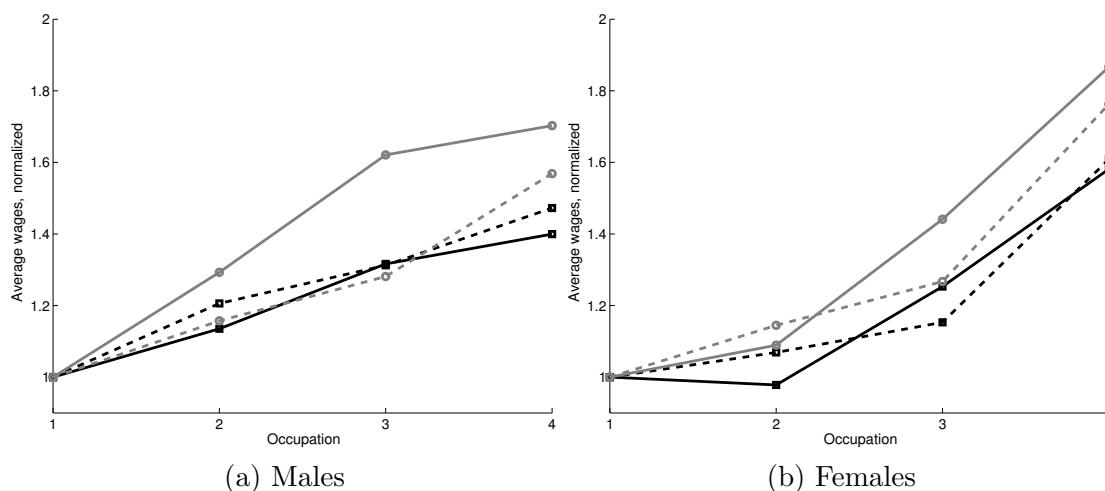 2
1.8
1.6
1.4
1.2
1
Average wages, normalized
1 2 3 4
Occupation
(a) Males
2
1.8
1.6
1.4
1.2
1
Average wages, normalized
1 2 3
Occupation
(b) Females